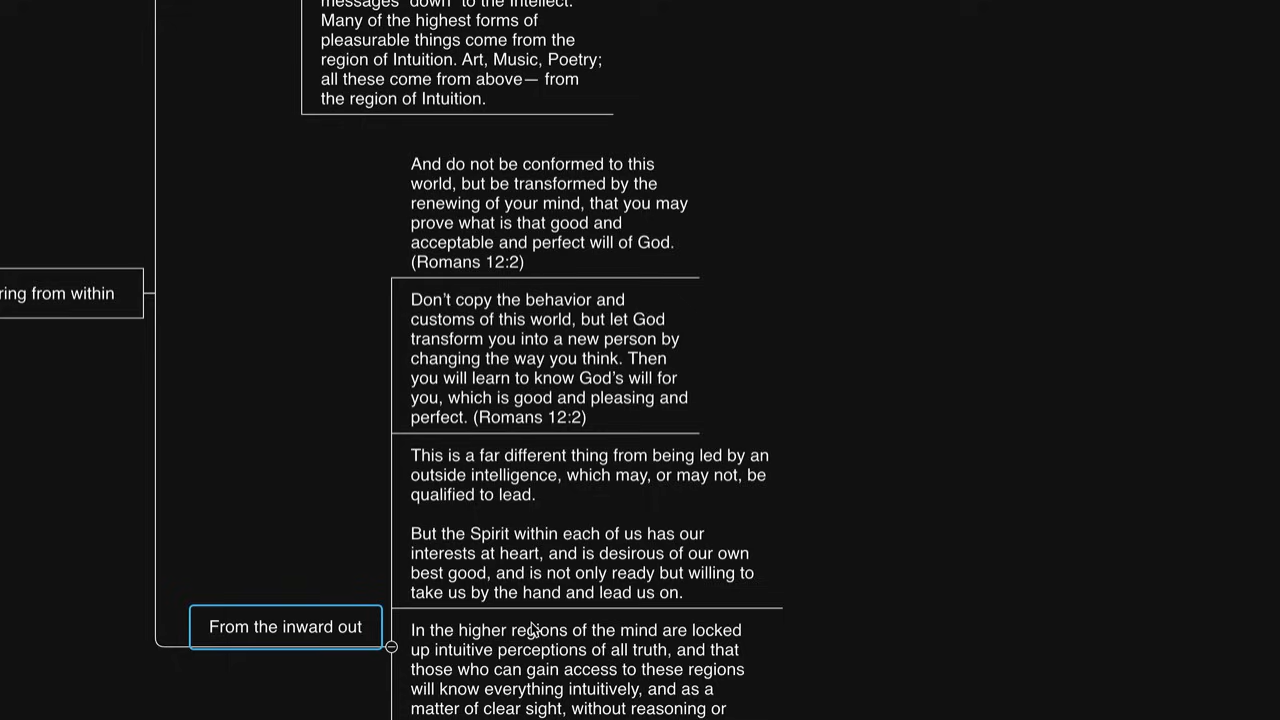 messages "down" to the Intellect.
Many of the highest forms of
pleasurable things come from the
region of Intuition. Art, Music, Poetry;
all these come from above— from
the region of Intuition.
And do not be conformed to this
world, but be transformed by the
renewing of your mind, that you may
prove what is that good and
acceptable and perfect will of God.
(Romans 12:2)
ring from within
Don't copy the behavior and
customs of this world, but let God
transform you into a new person by
changing the way you think. Then
you will learn to know God's will for
you, which is good and pleasing and
perfect. (Romans 12:2)
This is a far different thing from being led by an
outside intelligence, which may, or may not, be
qualified to lead.
But the Spirit within each of us has our
interests at heart, and is desirous of our own
best good, and is not only ready but willing to
take us by the hand and lead us on.
From the inward out
In the higher regions of the mind are locked
up intuitive perceptions of all truth, and that
those who can gain access to these regions
will know everything intuitively, and as a
matter of clear sight, without reasoning or